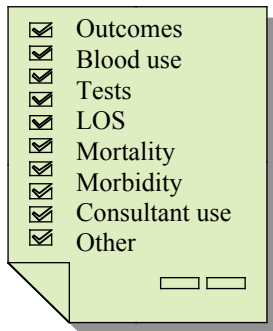 Outcomes
Blood use
Tests
LOS
Mortality
Morbidity
Consultant use
Other